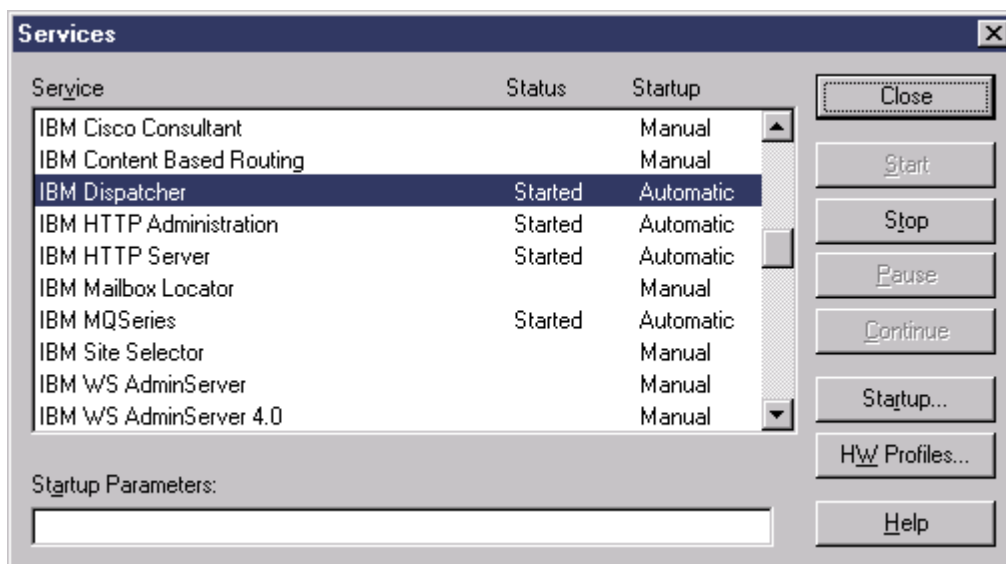 Services
Service Status Startup
IBM Cisco Consultant Manual
IBM Content Based Routing Manual
IBM Dispatcher Started Automatic
IBM HTTP Administration Started Automatic
IBM HTTP Server Started Automatic
IBM Mailbox Locator Manual
IBM MQSeries Started Automatic
IBM Site Selector Manual
IBM WS AdminServer Manual
IBM WS AdminServer 4.0 Manual
Startup Parameters:
Close
Start
Stop
Pause
Continue
Startup...
HW Profiles...
Help